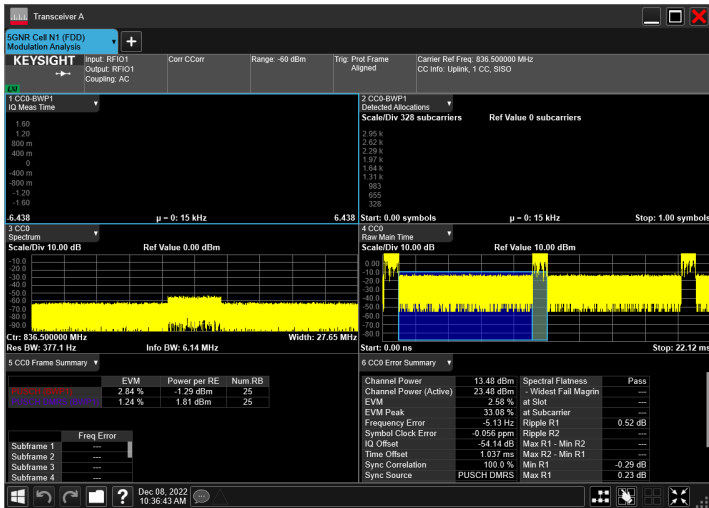 Transceiver A
5GNR Cell N1 (FDD)
Modulation Analysis
KEYSIGHT
Input: RFIO1
Output: RFIO1
Coupling: AC
Corr CCorr
Range: -60 dBm
Trig: Prot Frame
Aligned
Carrier Ref Freq: 836.500000 MHz
CC Info: Uplink, 1 CC, SISO
LXI
1 CC0-BWP1
IQ Meas Time
1.60
1.20
800 m
400 m
0
-400 m
-800 m
-1.20
-1.60
-6.438 μ = 0: 15 kHz 6.438
2 CC0-BWP1
Detected Allocations
Scale/Div 328 subcarriers Ref Value 0 subcarriers
2.95 k
2.62 k
2.29 k
1.97 k
1.64 k
1.31 k
983
655
328
Start: 0.00 symbols μ = 0: 15 kHz Stop: 1.00 symbols
3 CC0
Spectrum
Scale/Div 10.00 dB Ref Value 0.00 dBm
-10.0
-20.0
-30.0
-40.0
-50.0
-60.0
-70.0
-80.0
-90.0
Ctr: 836.500000 MHz Width: 27.65 MHz
Res BW: 377.1 Hz Info BW: 6.14 MHz
4 CC0
Raw Main Time
Scale/Div 10.00 dB Ref Value 10.00 dBm
0.00
-10.0
-20.0
-30.0
-40.0
-50.0
-60.0
-70.0
-80.0
Start: 0.00 ns Stop: 22.12 ms
5 CC0 Frame Summary
EVM Power per RE Num.RB
2.84 % -1.29 dBm 25
1.24 % 1.81 dBm 25
Freq Error
Subframe 1 ---
Subframe 2 ---
Subframe 3 ---
Subframe 4 ---
6 CC0 Error Summary
Channel Power 13.48 dBm Spectral Flatness Pass
Channel Power (Active) 23.48 dBm - Widest Fail Magrin ---
EVM 2.58 % at Slot ---
EVM Peak 33.08 % at Subcarrier ---
Frequency Error -5.13 Hz Ripple R1 0.52 dB
Symbol Clock Error -0.056 ppm Ripple R2 ---
IQ Offset -54.14 dB Max R1 - Min R2 ---
Time Offset 1.037 ms Max R2 - Min R1 ---
Sync Correlation 100.0 % Min R1 -0.29 dB
Sync Source PUSCH DMRS Max R1 0.23 dB
?
Dec 08, 2022
10:36:43 AM